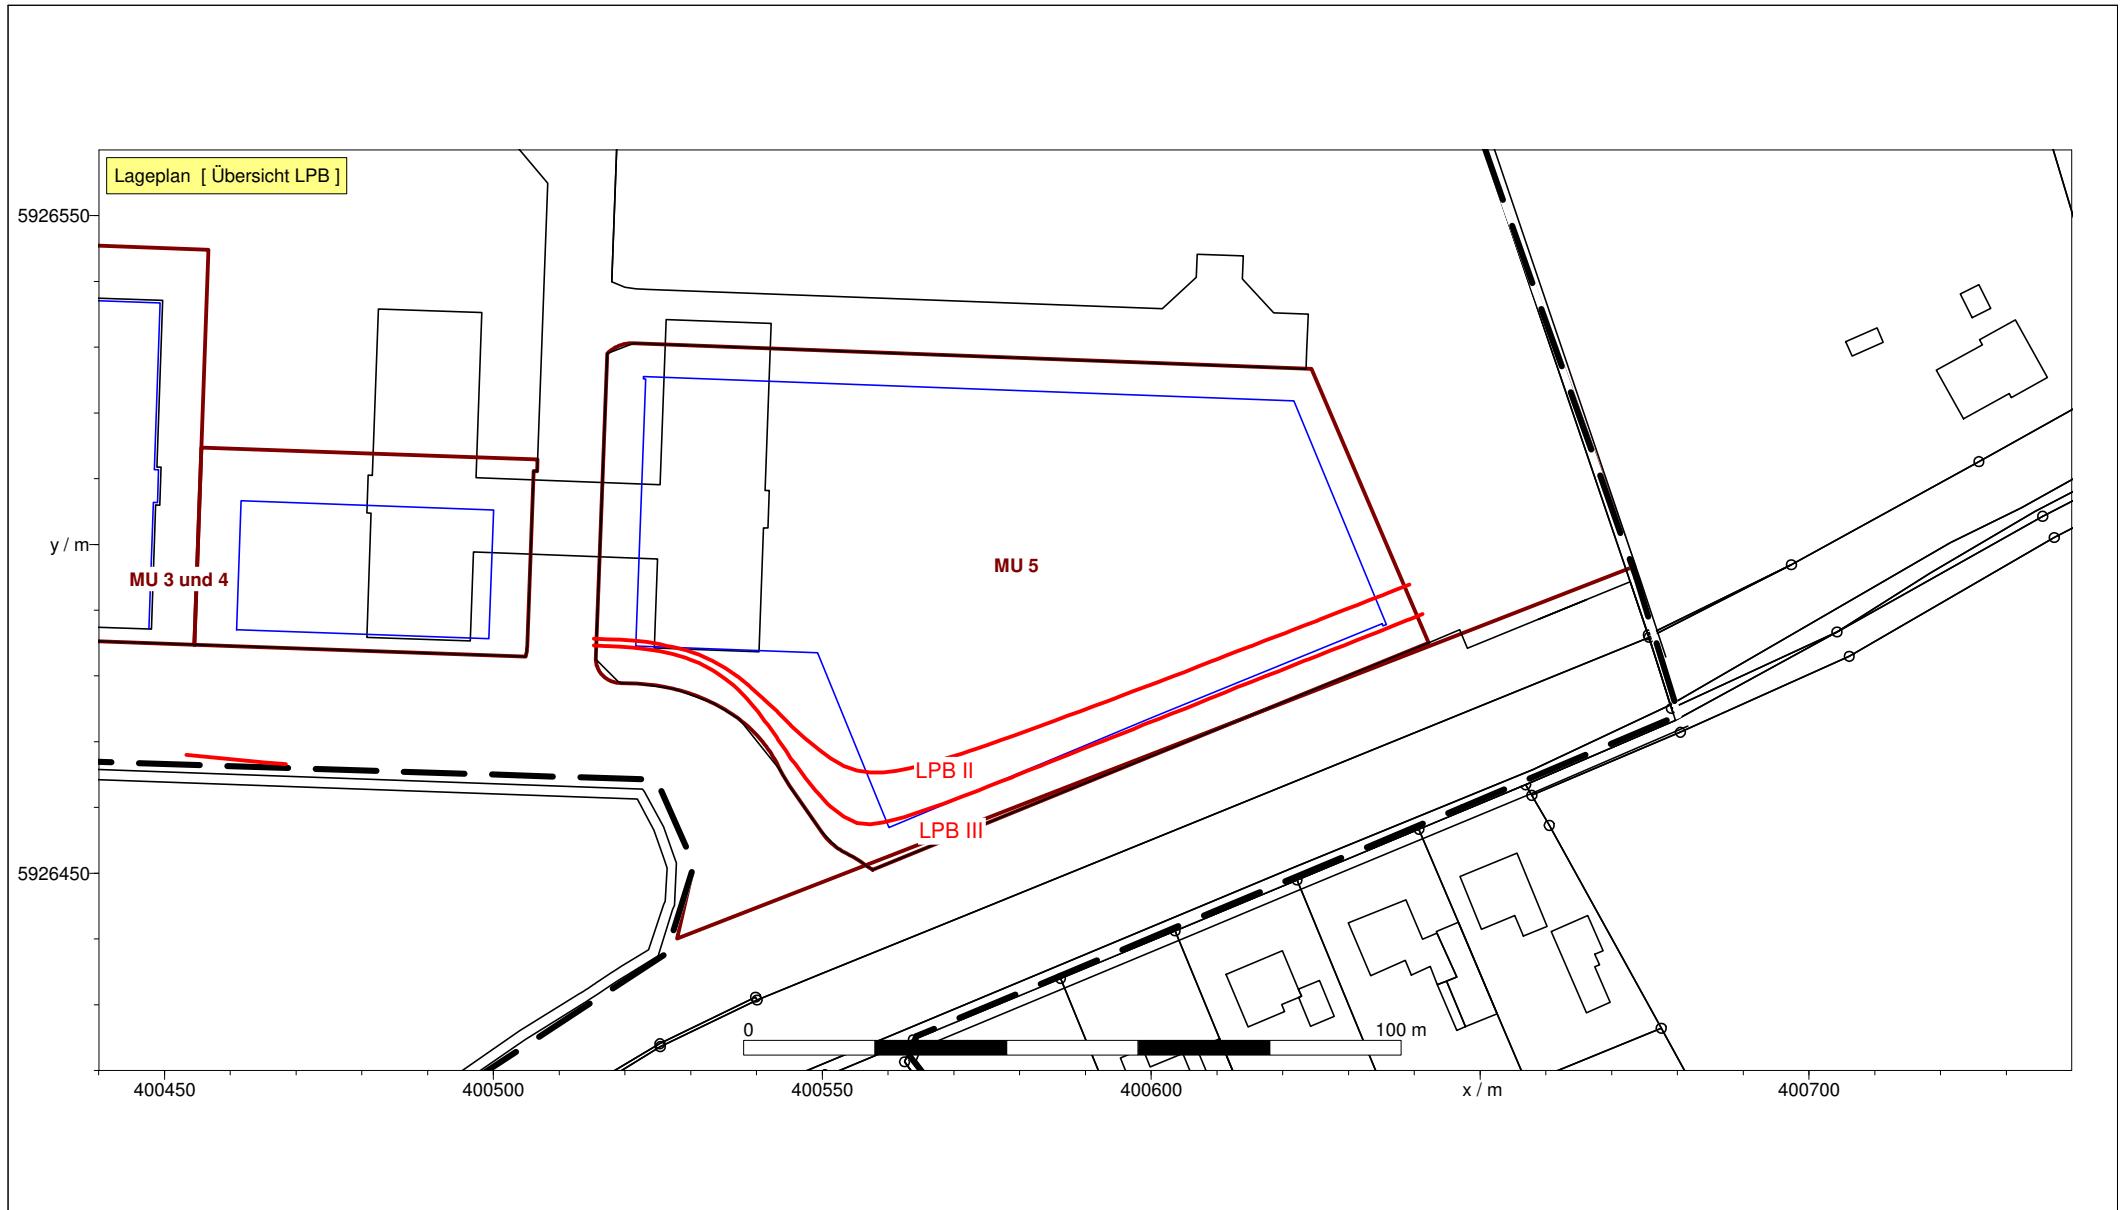 Lageplan [ Übersicht LPB ]
5926550
y / m
MU 5
MU 3 und 4
LPB II
LPB III
5926450
0
100 m
400450
400500
400550
400600
x / m
400700